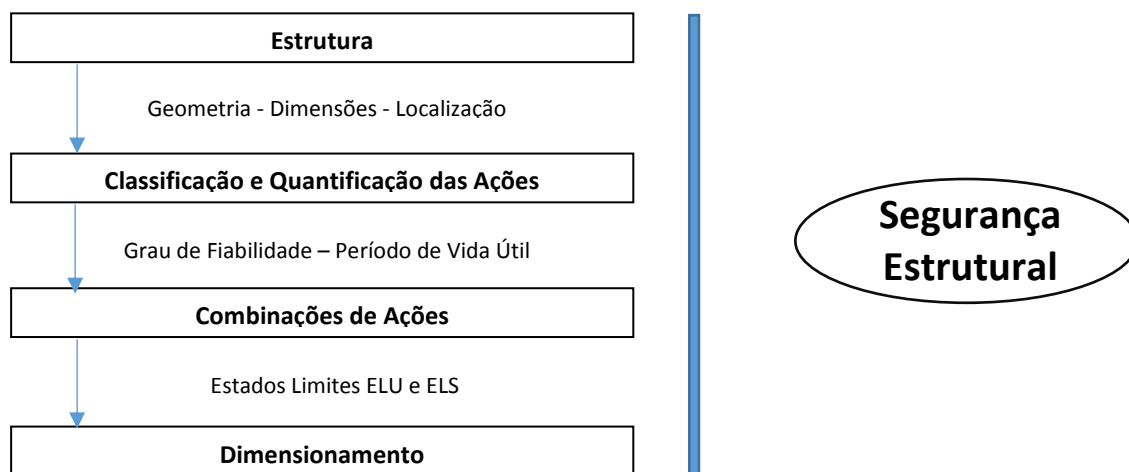 Estrutura
Geometria - Dimensões - Localização
Classificação e Quantificação das Ações
Grau de Fiabilidade – Período de Vida Útil
Combinações de Ações
Estados Limites ELU e ELS
Dimensionamento
Segurança
Estrutural